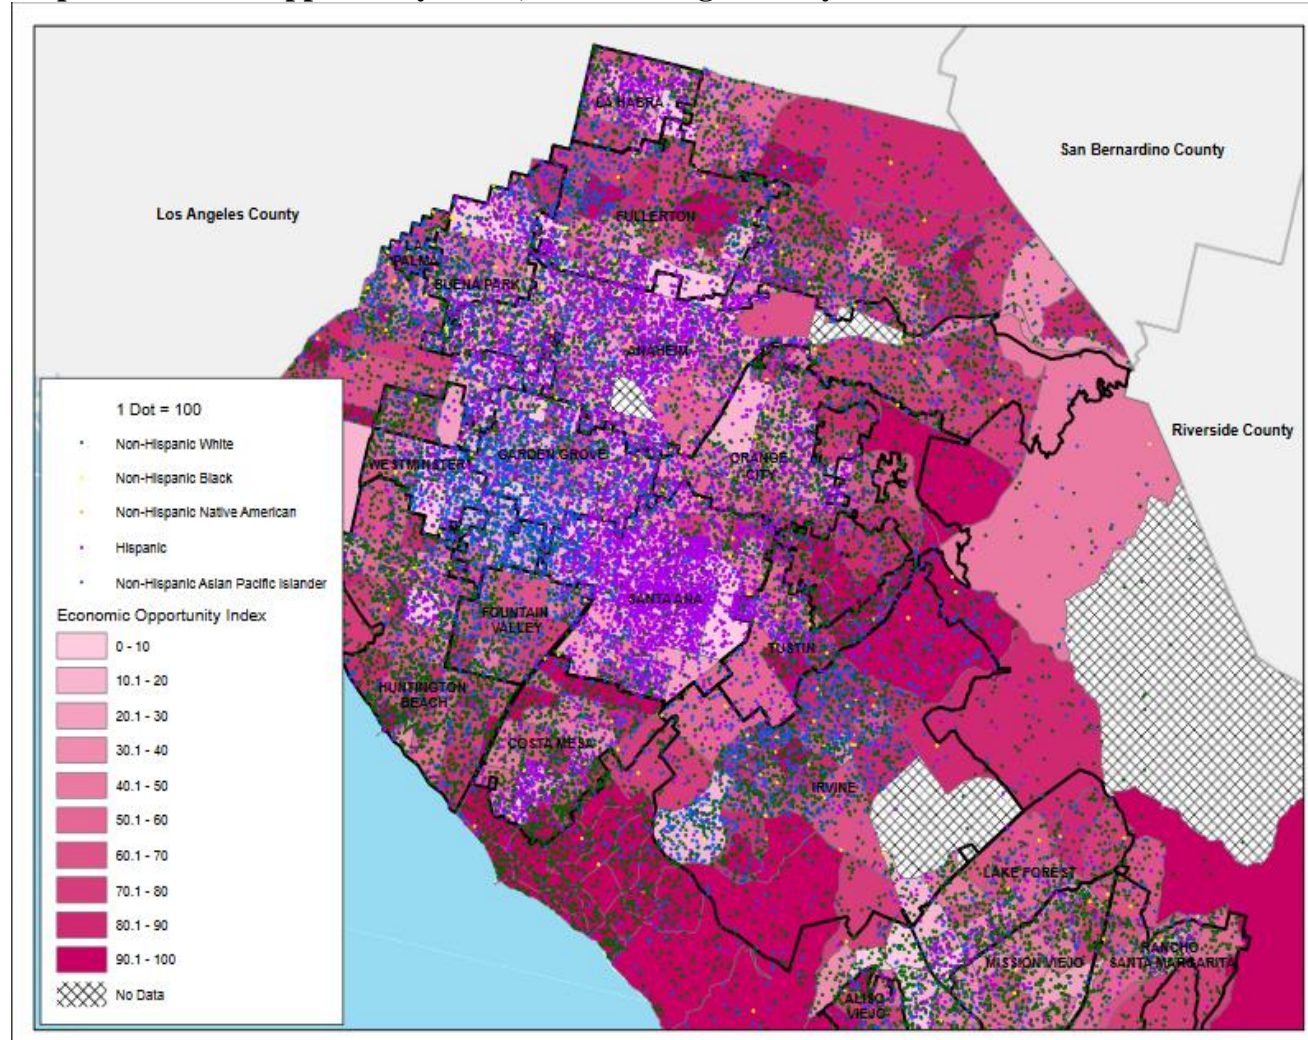 San Bernardino County
Los Angeles County
Riverside County
LA HABRA
FULLERTON
LA
PALMA
BUENA PARK
ANAHEIM
WESTMINSTER
GARDEN GROVE
ORANGE
CITY
SANTA ANA
FOUNTAIN
VALLEY
TUSTIN
HUNTINGTON
BEACH
COSTA MESA
IRVINE
LAKE FOREST
MISSION VIEJO
RANCHO
SANTA MARGARITA
ALISO
VIEJO
1 Dot = 100
Non-Hispanic White
Non-Hispanic Black
Non-Hispanic Native American
Hispanic
Non-Hispanic Asian Pacific Islander
Economic Opportunity Index
0 - 10
10.1 - 20
20.1 - 30
30.1 - 40
40.1 - 50
50.1 - 60
60.1 - 70
70.1 - 80
80.1 - 90
90.1 - 100
No Data